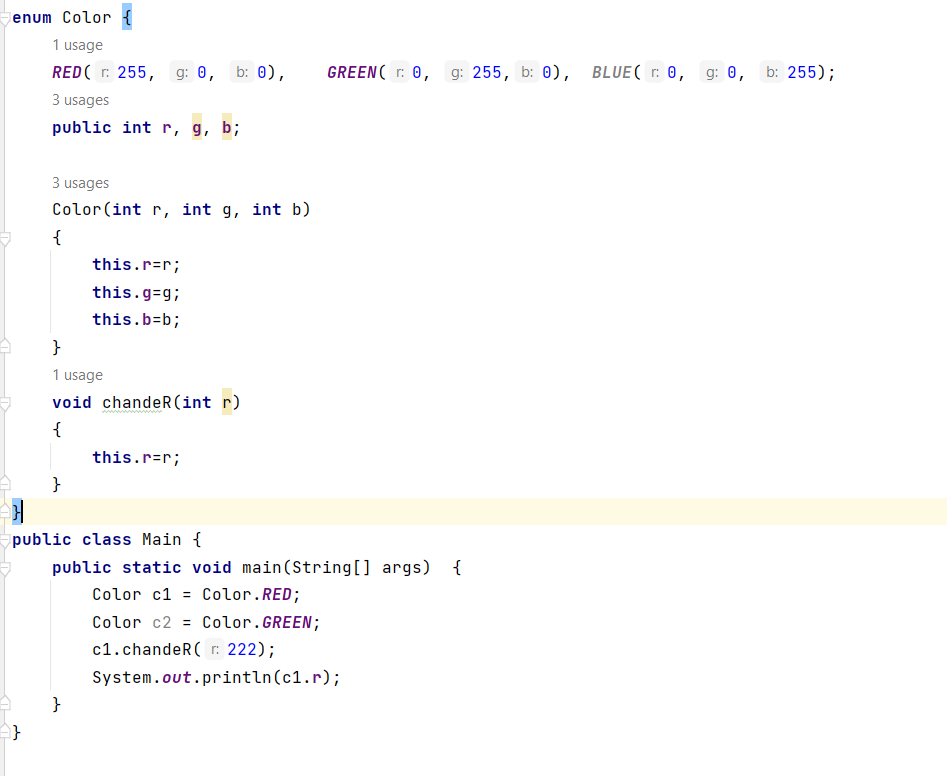 enum Color {
1 usage
RED( r: 255, g: 0, b: 0), GREEN( r: 0, g: 255, b: 0), BLUE( r: 0, g: 0, b: 255);
3 usages
public int r, g, b;
3 usages
Color(int r, int g, int b)
{
this.r=r;
this.g=g;
this.b=b;
}
1 usage
void chandeR(int r)
{
this.r=r;
}
}
public class Main {
public static void main(String[] args) {
Color c1 = Color.RED;
Color c2 = Color.GREEN;
c1.chandeR( r: 222);
System.out.println(c1.r);
}
}